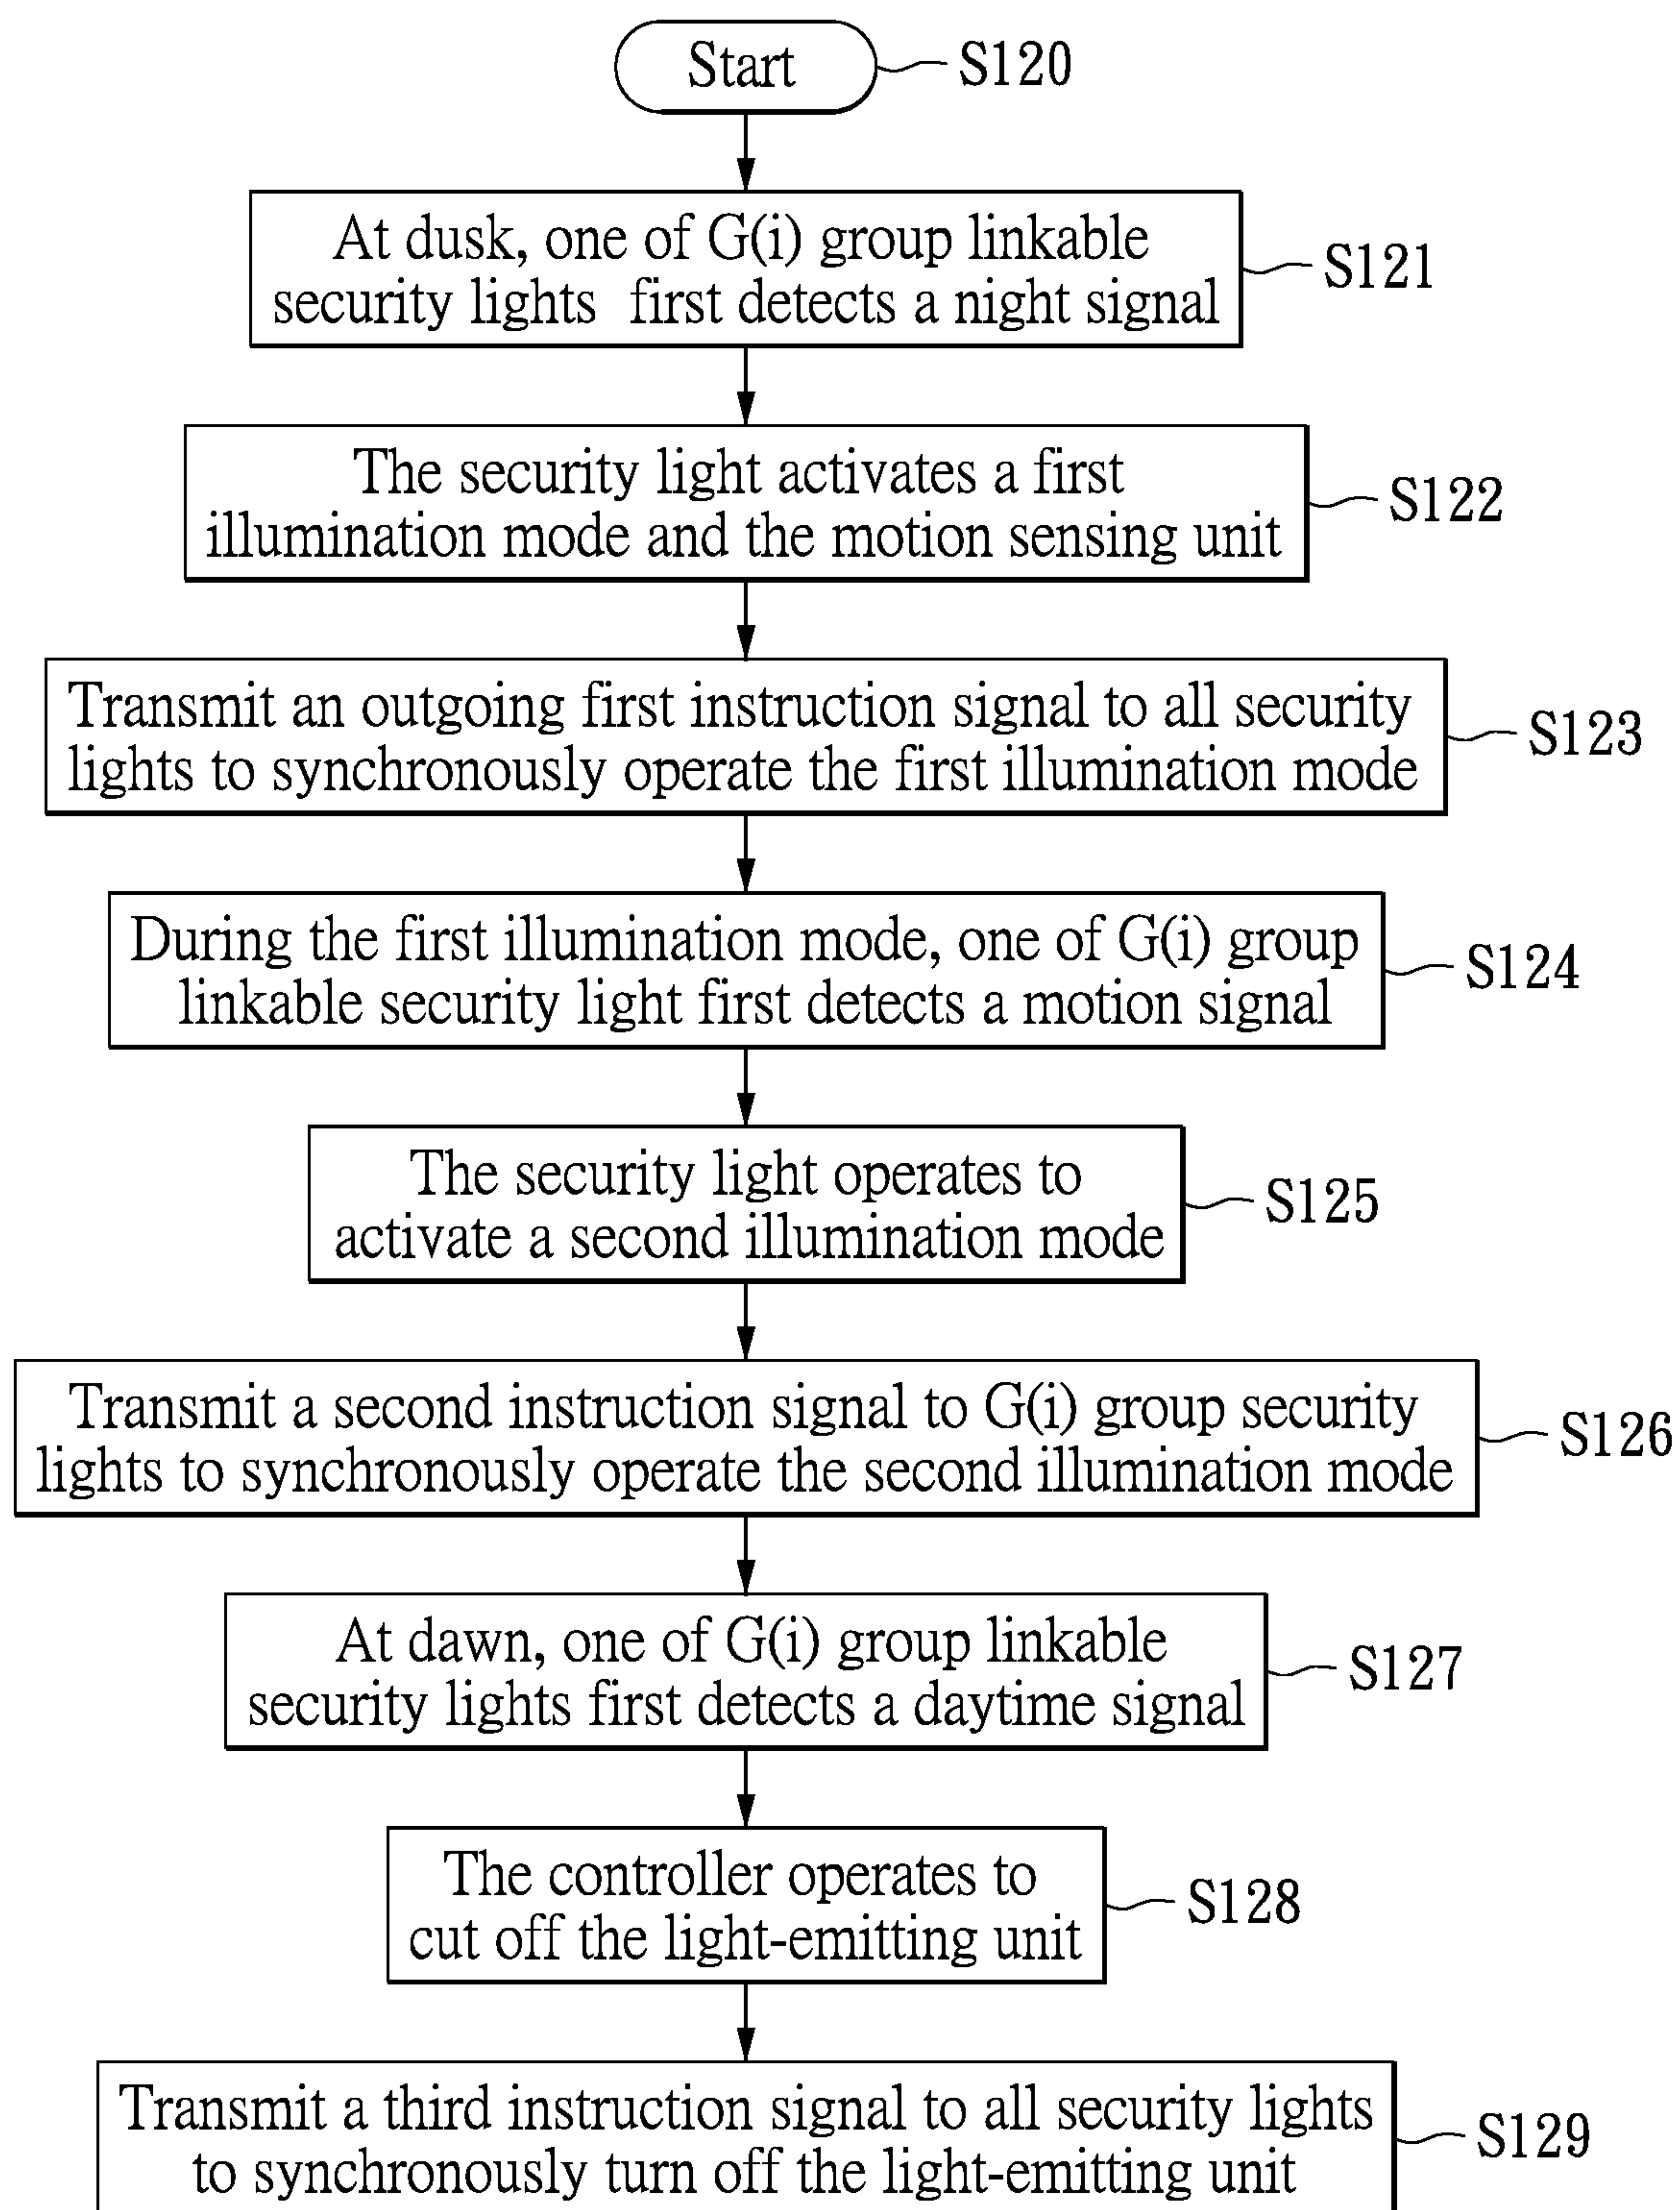 Start
S120
At dusk, one of G(i) group linkable
security lights first detects a night signal
S121
The security light activates a first
illumination mode and the motion sensing unit
S122
Transmit an outgoing first instruction signal to all security
lights to synchronously operate the first illumination mode
S123
During the first illumination mode, one of G(i) group
linkable security light first detects a motion signal
S124
The security light operates to
activate a second illumination mode
S125
Transmit a second instruction signal to G(i) group security
lights to synchronously operate the second illumination mode
S126
At dawn, one of G(i) group linkable
security lights first detects a daytime signal
S127
The controller operates to
cut off the light-emitting unit
S128
Transmit a third instruction signal to all security lights
to synchronously turn off the light-emitting unit
S129